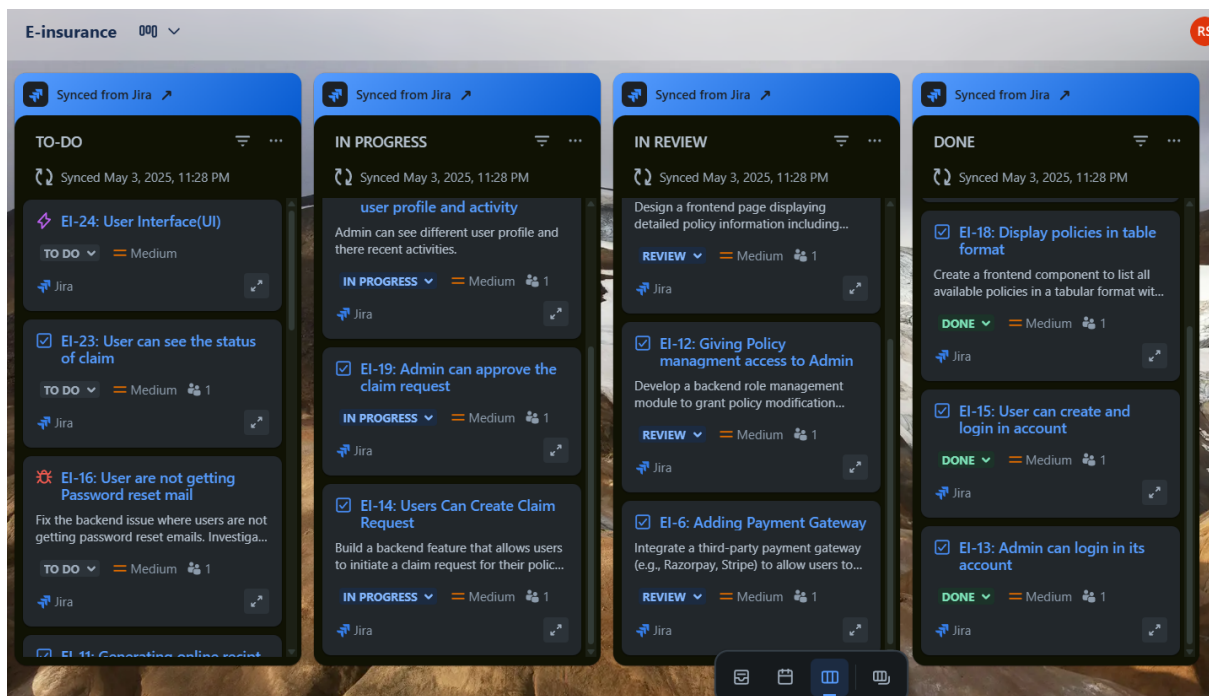 E-insurance
RS
Synced from Jira
TO-DO
Synced May 3, 2025, 11:28 PM
EI-24: User Interface(UI)
TO DO
Medium
Jira
EI-23: User can see the status
of claim
TO DO
Medium
1
Jira
EI-16: User are not getting
Password reset mail
Fix the backend issue where users are not
getting password reset emails. Investiga...
TO DO
Medium
1
Jira
EI-11: Generating online recipt
Synced from Jira
IN PROGRESS
Synced May 3, 2025, 11:28 PM
user profile and activity
Admin can see different user profile and
there recent activities.
IN PROGRESS
Medium
1
Jira
EI-19: Admin can approve the
claim request
IN PROGRESS
Medium
1
Jira
EI-14: Users Can Create Claim
Request
Build a backend feature that allows users
to initiate a claim request for their polic...
IN PROGRESS
Medium
1
Jira
Synced from Jira
IN REVIEW
Synced May 3, 2025, 11:28 PM
Design a frontend page displaying
detailed policy information including...
REVIEW
Medium
1
Jira
EI-12: Giving Policy
managment access to Admin
Develop a backend role management
module to grant policy modification...
REVIEW
Medium
1
Jira
EI-6: Adding Payment Gateway
Integrate a third-party payment gateway
(e.g., Razorpay, Stripe) to allow users to...
REVIEW
Medium
1
Jira
Synced from Jira
DONE
Synced May 3, 2025, 11:28 PM
EI-18: Display policies in table
format
Create a frontend component to list all
available policies in a tabular format wit...
DONE
Medium
1
Jira
EI-15: User can create and
login in account
DONE
Medium
1
Jira
EI-13: Admin can login in its
account
DONE
Medium
1
Jira